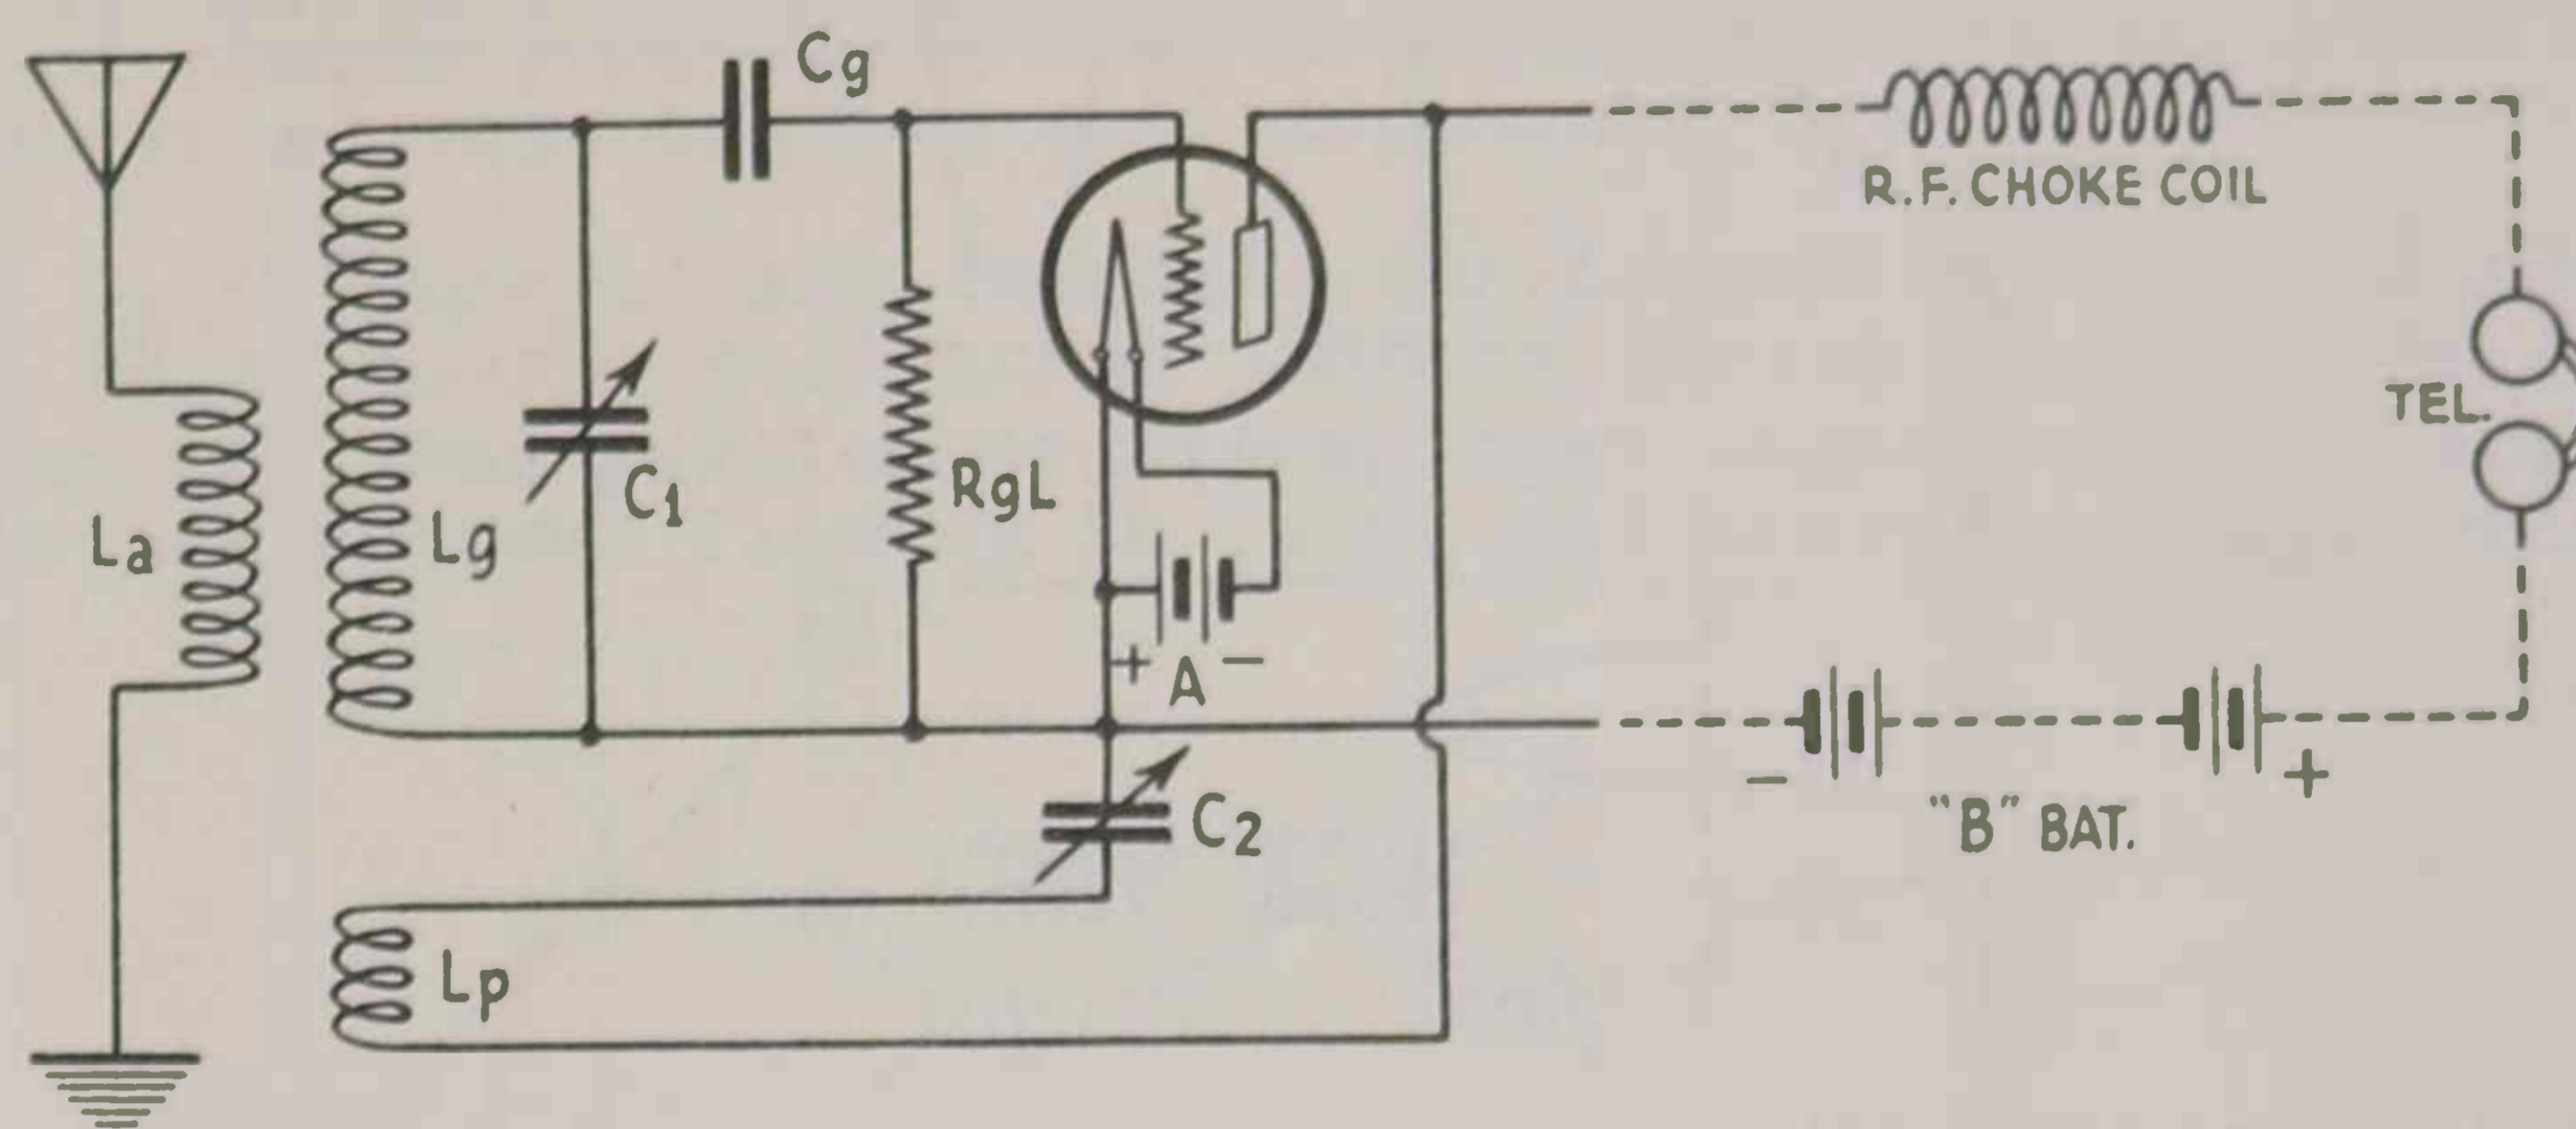 Cg
R.F. CHOKE COIL
La
Lg
C1
RgL
TEL.
+ A −
− +
"B" BAT.
C2
Lp